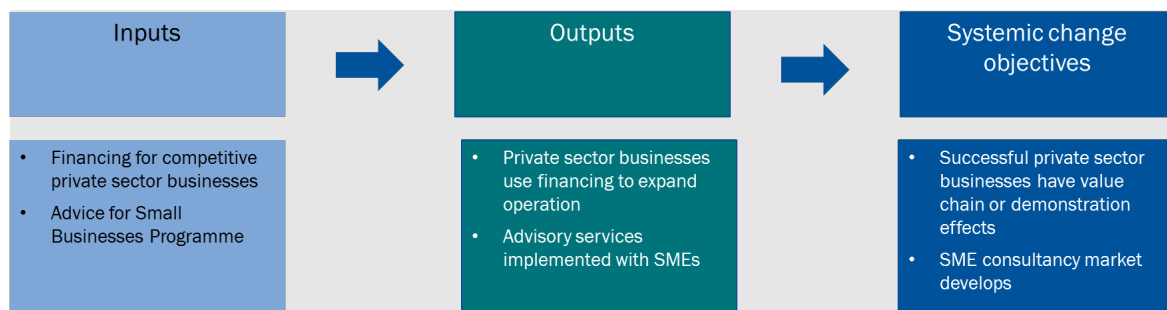 Inputs
Outputs
Systemic change
objectives
• Financing for competitive
private sector businesses
• Advice for Small
Businesses Programme
• Private sector businesses
use financing to expand
operation
• Advisory services
implemented with SMEs
• Successful private sector
businesses have value
chain or demonstration
effects
• SME consultancy market
develops